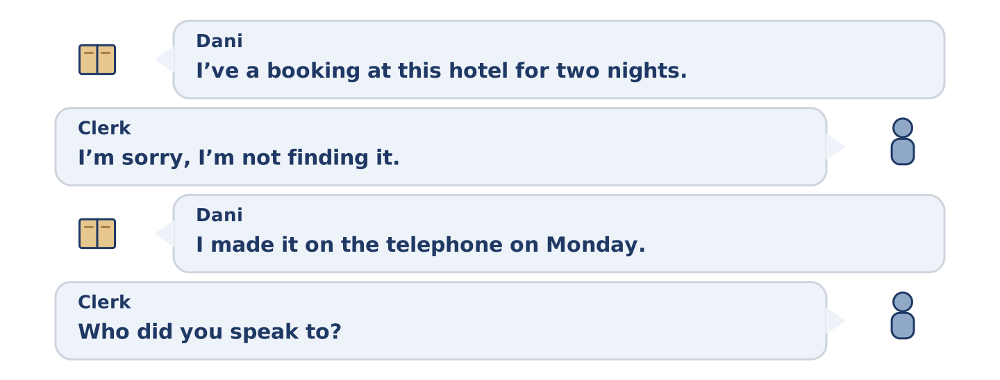 Dani
I’ve a booking at this hotel for two nights.
Clerk
I’m sorry, I’m not finding it.
Dani
I made it on the telephone on Monday.
Clerk
Who did you speak to?